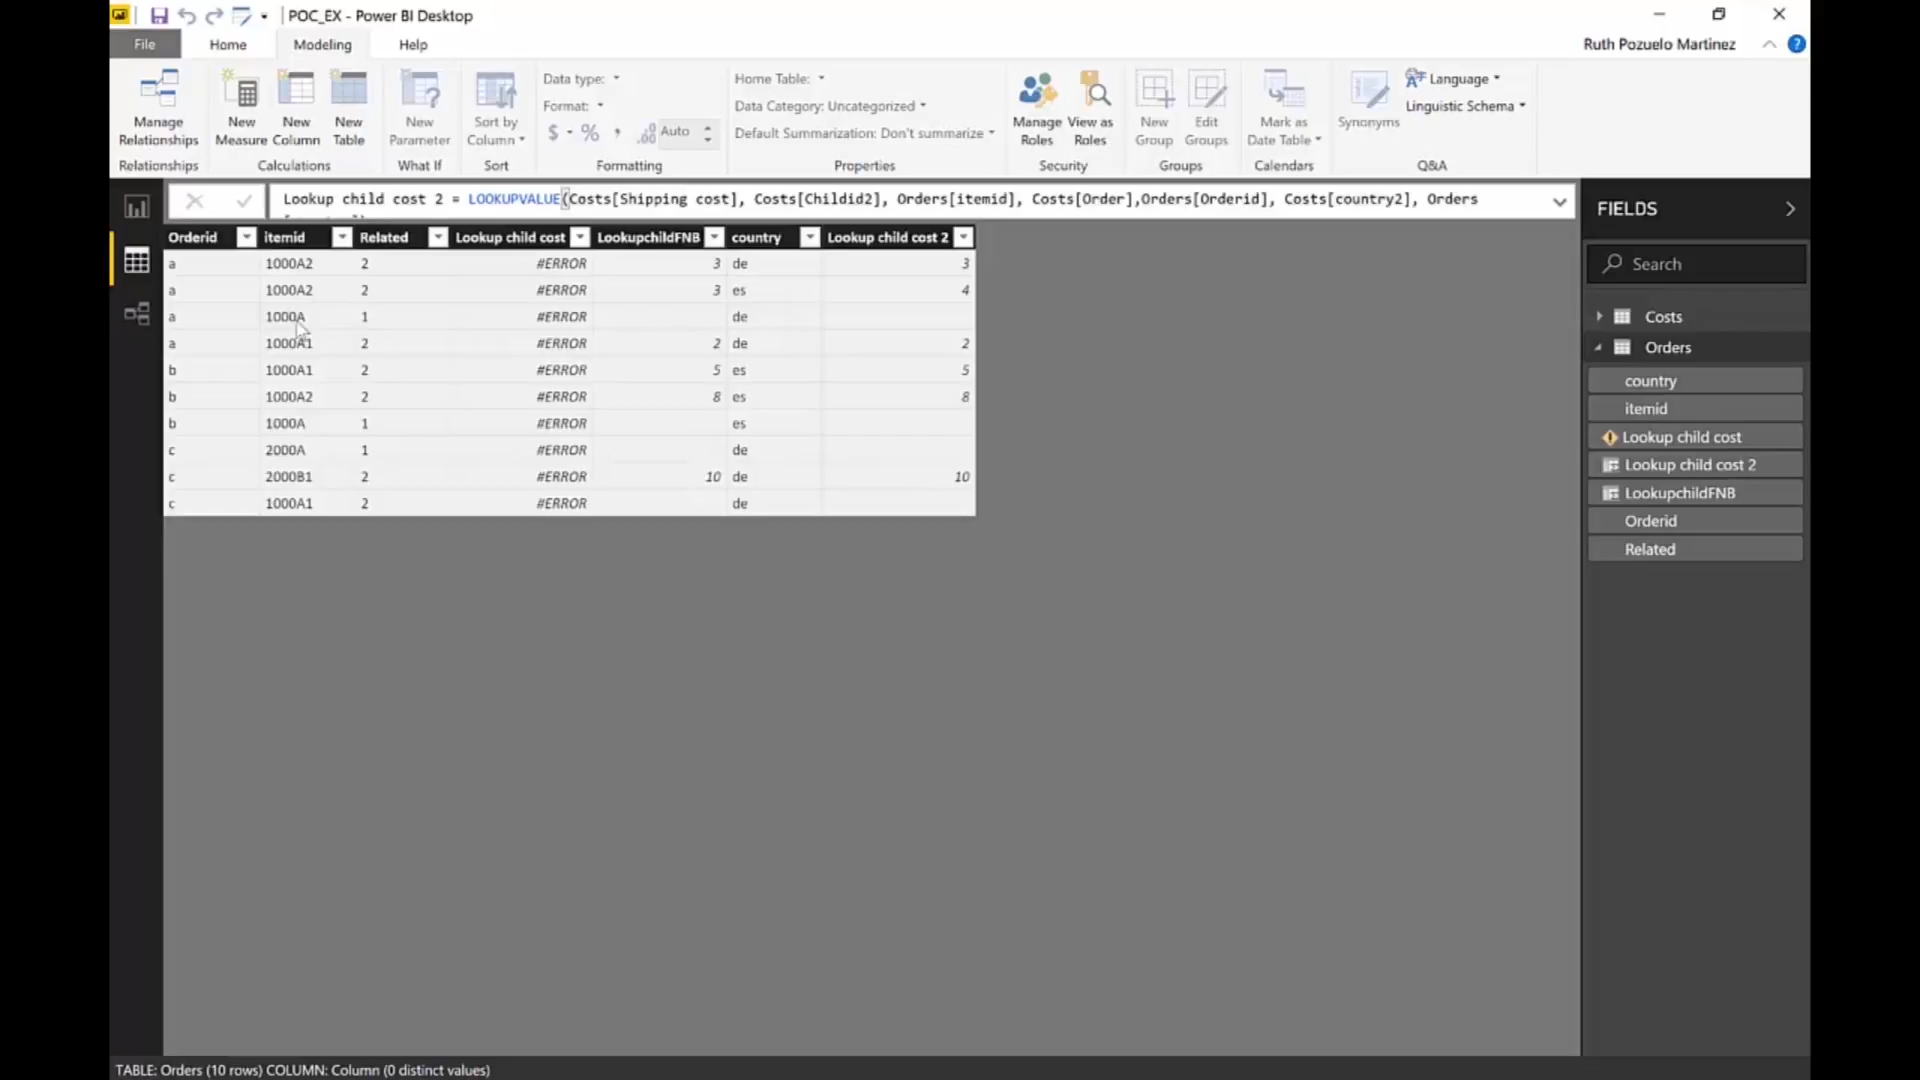 POC_EX - Power BI Desktop
File Home Modeling Help Ruth Pozuelo Martinez
Manage Relationships
New Measure
New Column
New Table
New Parameter
Sort by Column
Data type:
Format:
$ % , .00 Auto
Home Table:
Data Category: Uncategorized
Default Summarization: Don't summarize
Manage Roles
View as Roles
New Group
Edit Groups
Mark as Date Table
Synonyms
Language
Linguistic Schema
Relationships Calculations What If Sort Formatting Properties Security Groups Calendars Q&A
Lookup child cost 2 = LOOKUPVALUE(Costs[Shipping cost], Costs[Childid2], Orders[itemid], Costs[Order],Orders[Orderid], Costs[country2], Orders
Orderid itemid Related Lookup child cost LookupchildFNB country Lookup child cost 2
a 1000A2 2 #ERROR 3 de 3
a 1000A2 2 #ERROR 3 es 4
a 1000A 1 #ERROR de
a 1000A1 2 #ERROR 2 de 2
b 1000A1 2 #ERROR 5 es 5
b 1000A2 2 #ERROR 8 es 8
b 1000A 1 #ERROR es
c 2000A 1 #ERROR de
c 2000B1 2 #ERROR 10 de 10
c 1000A1 2 #ERROR de
FIELDS
Search
Costs
Orders
country
itemid
Lookup child cost
Lookup child cost 2
LookupchildFNB
Orderid
Related
TABLE: Orders (10 rows) COLUMN: Column (0 distinct values)